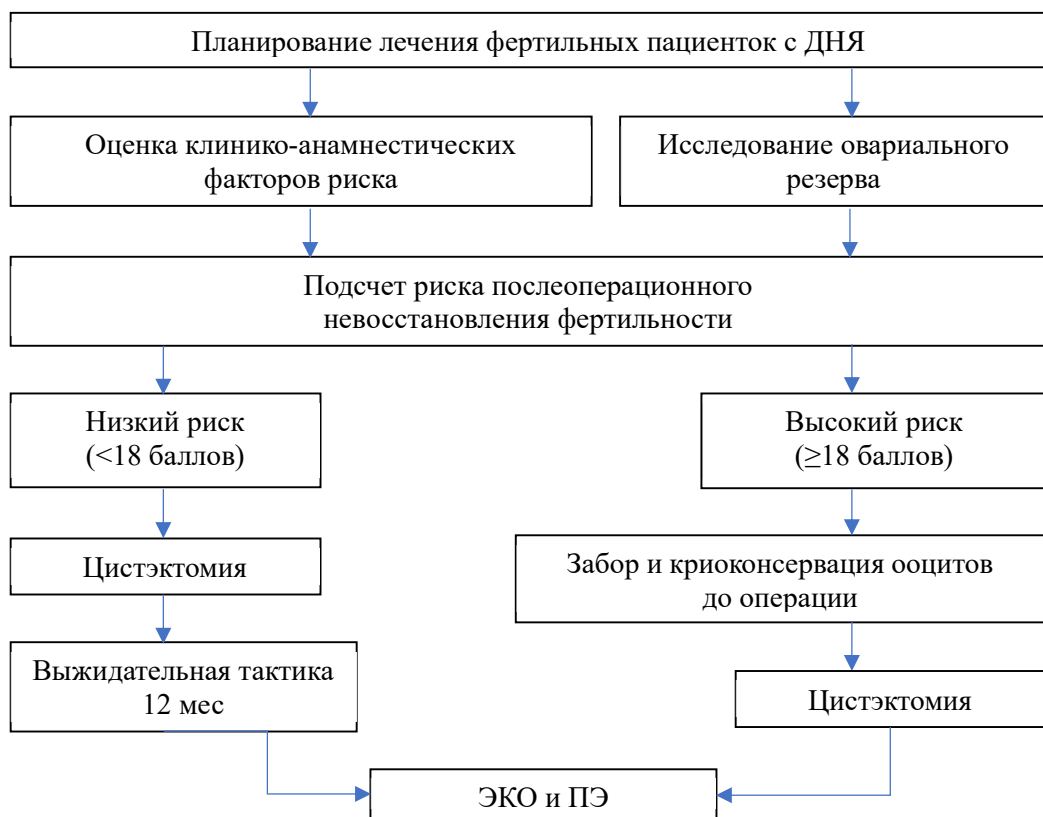 Планирование лечения фертильных пациенток с ДНЯ
Оценка клинико-анамнестических
факторов риска
Исследование овариального
резерва
Подсчет риска послеоперационного
невосстановления фертильности
Низкий риск
(<18 баллов)
Высокий риск
(≥18 баллов)
Цистэктомия
Забор и криоконсервация ооцитов
до операции
Выжидательная тактика
12 мес
Цистэктомия
ЭКО и ПЭ